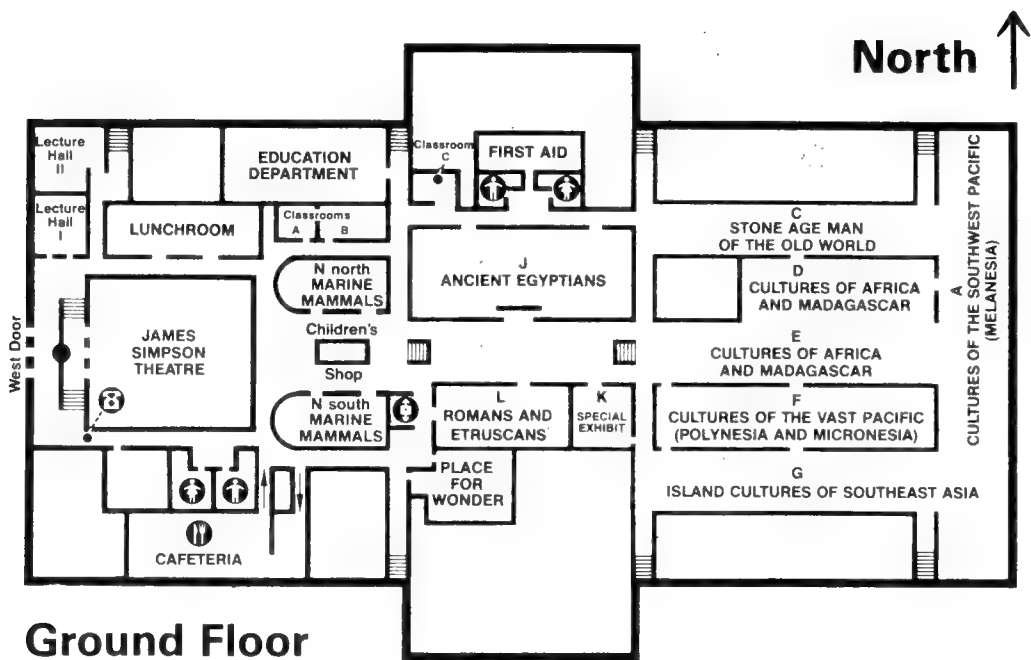 North
Lecture
Hall
II
EDUCATION
DEPARTMENT
Classroom
C
FIRST AID
Lecture
Hall
I
LUNCHROOM
Classrooms
A B
C
STONE AGE MAN
OF THE OLD WORLD
A
CULTURES OF THE SOUTHWEST PACIFIC
(MELANESIA)
N north
MARINE
MAMMALS
J
ANCIENT EGYPTIANS
D
CULTURES OF AFRICA
AND MADAGASCAR
West Door
JAMES
SIMPSON
THEATRE
Children's
Shop
E
CULTURES OF AFRICA
AND MADAGASCAR
N south
MARINE
MAMMALS
L
ROMANS AND
ETRUSCANS
K
SPECIAL
EXHIBIT
F
CULTURES OF THE VAST PACIFIC
(POLYNESIA AND MICRONESIA)
PLACE
FOR
WONDER
G
ISLAND CULTURES OF SOUTHEAST ASIA
CAFETERIA
Ground Floor